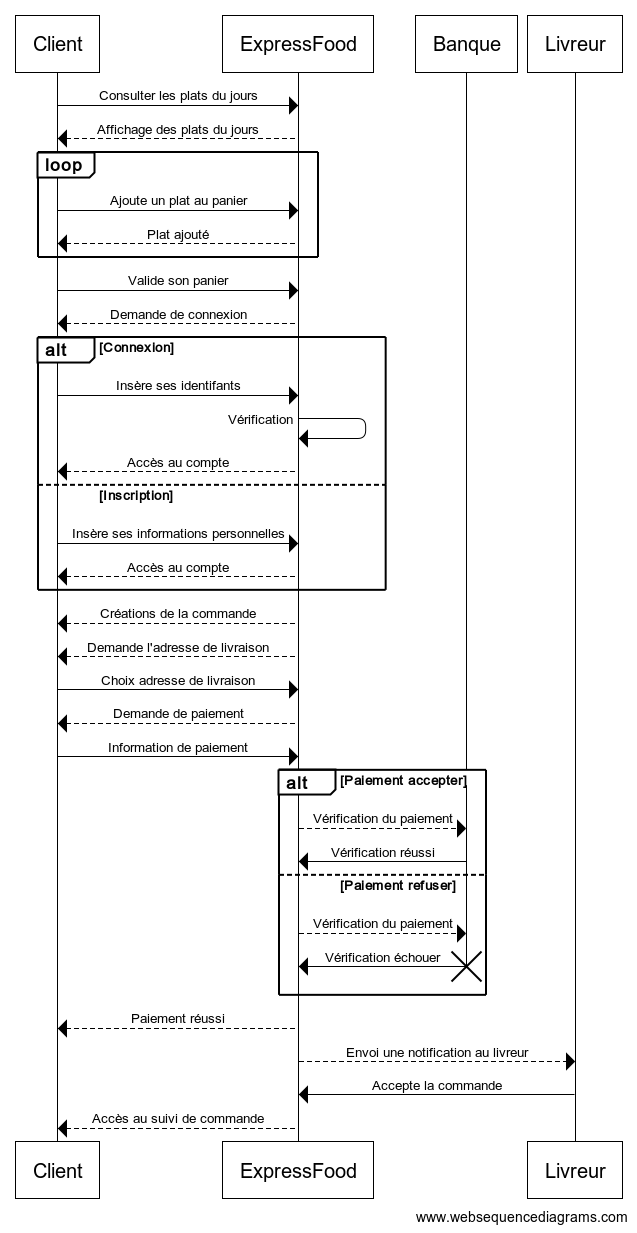 Client
ExpressFood
Banque
Livreur
Consulter les plats du jours
Affichage des plats du jours
loop
Ajoute un plat au panier
Plat ajouté
Valide son panier
Demande de connexion
alt
[Connexion]
Insère ses identifants
Vérification
Accès au compte
[Inscription]
Insère ses informations personnelles
Accès au compte
Créations de la commande
Demande l'adresse de livraison
Choix adresse de livraison
Demande de paiement
Information de paiement
alt
[Paiement accepter]
Vérification du paiement
Vérification réussi
[Paiement refuser]
Vérification du paiement
Vérification échouer
Paiement réussi
Envoi une notification au livreur
Accepte la commande
Accès au suivi de commande
Client
ExpressFood
Livreur
www.websequencediagrams.com